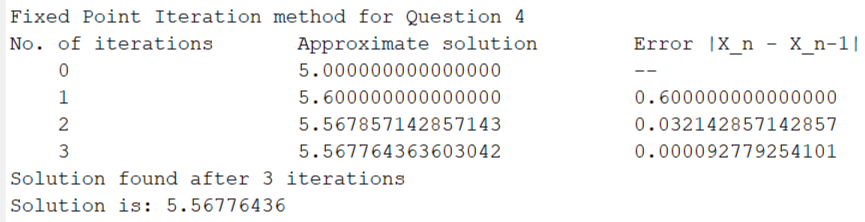 Fixed Point Iteration method for Question 4
No. of iterations Approximate solution Error |X_n - X_n-1|
0 5.000000000000000 --
1 5.600000000000000 0.600000000000000
2 5.567857142857143 0.032142857142857
3 5.567764363603042 0.000092779254101
Solution found after 3 iterations
Solution is: 5.56776436